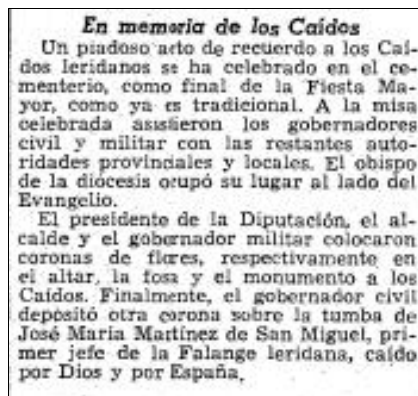 En memoria de los Caídos
Un piadoso acto de recuerdo a los Caí-
dos leridanos se ha celebrado en el ce-
menterio, como final de la Fiesta Ma-
yor, como ya es tradicional. A la misa
celebrada asistieron los gobernadores
civil y militar con las restantes auto-
ridades provinciales y locales. El obispo
de la diócesis ocupó su lugar al lado del
Evangelio.
El presidente de la Diputación, el al-
calde y el gobernador militar colocaron
coronas de flores, respectivamente en
el altar, la fosa y el monumento a los
Caídos. Finalmente, el gobernador civil
depositó otra corona sobre la tumba de
José María Martínez de San Miguel, pri-
mer jefe de la Falange leridana, caído
por Dios y por España.